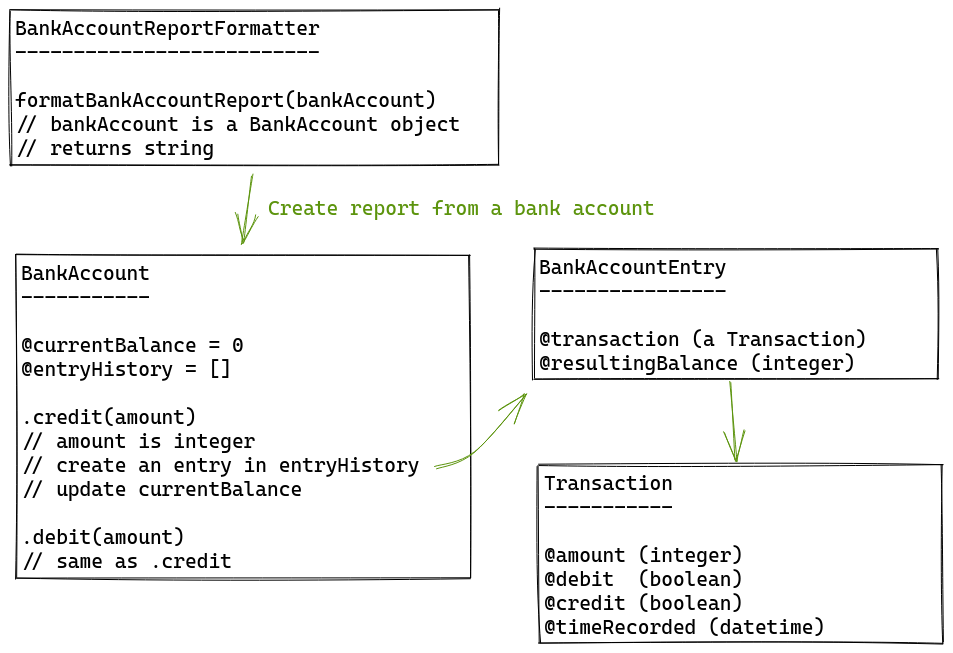 BankAccountReportFormatter
--------------------------
formatBankAccountReport(bankAccount)
// bankAccount is a BankAccount object
// returns string
Create report from a bank account
BankAccount
-----------
@currentBalance = 0
@entryHistory = []
.credit(amount)
// amount is integer
// create an entry in entryHistory
// update currentBalance
.debit(amount)
// same as .credit
BankAccountEntry
----------------
@transaction (a Transaction)
@resultingBalance (integer)
Transaction
-----------
@amount (integer)
@debit  (boolean)
@credit (boolean)
@timeRecorded (datetime)